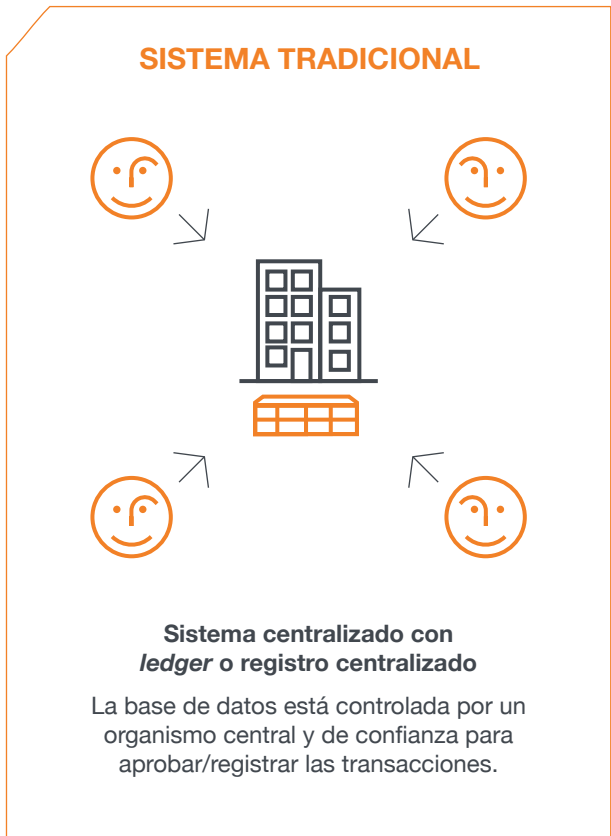 SISTEMA TRADICIONAL
Sistema centralizado con
ledger o registro centralizado
La base de datos está controlada por un
organismo central y de confianza para
aprobar/registrar las transacciones.